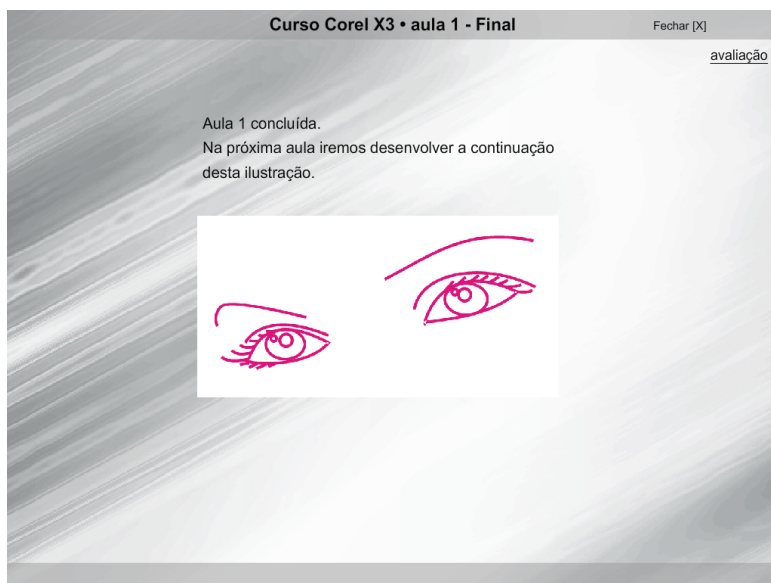 Curso Corel X3 • aula 1 - Final
Fechar [X]
avaliação
Aula 1 concluída.
Na próxima aula iremos desenvolver a continuação
desta ilustração.